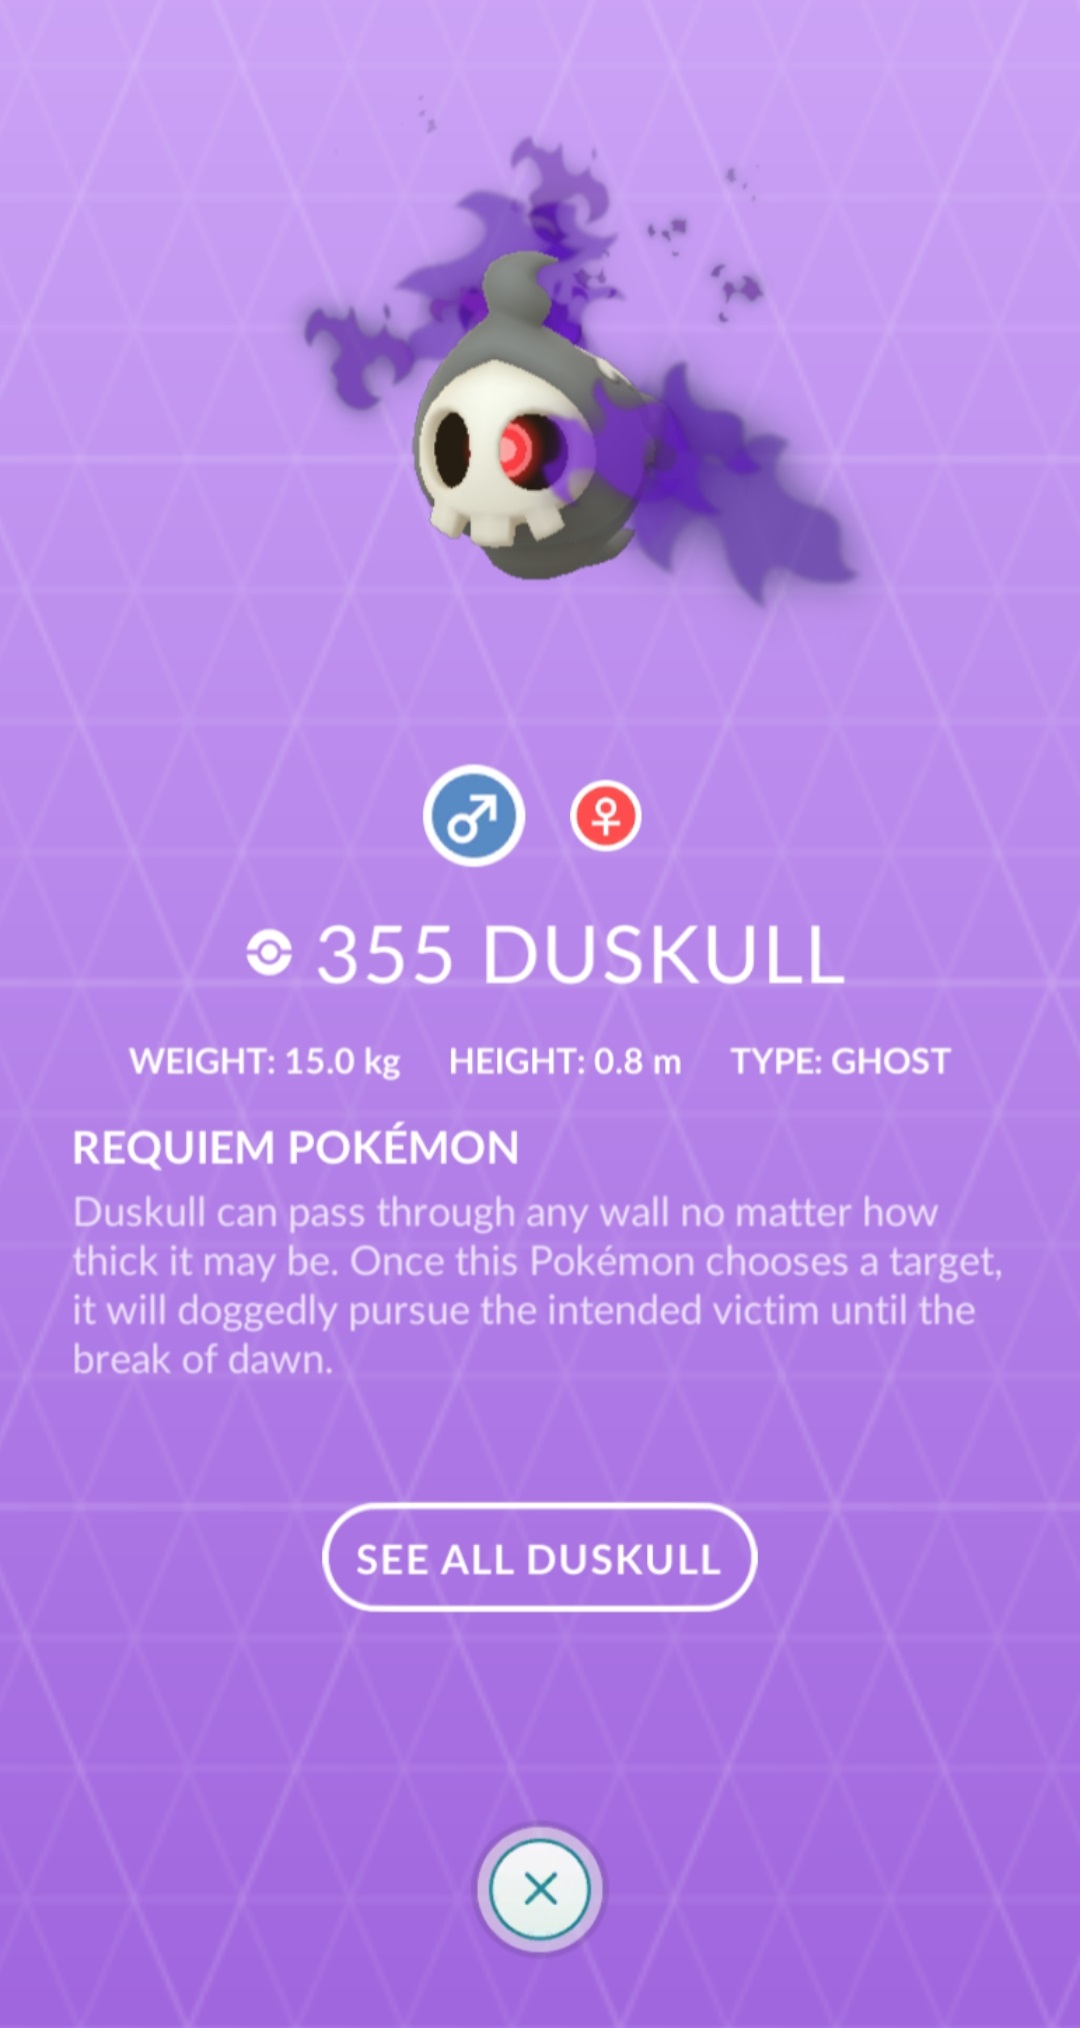 355 DUSKULL
WEIGHT: 15.0 kg HEIGHT: 0.8 m TYPE: GHOST
REQUIEM POKÉMON
Duskull can pass through any wall no matter how
thick it may be. Once this Pokémon chooses a target,
it will doggedly pursue the intended victim until the
break of dawn.
SEE ALL DUSKULL